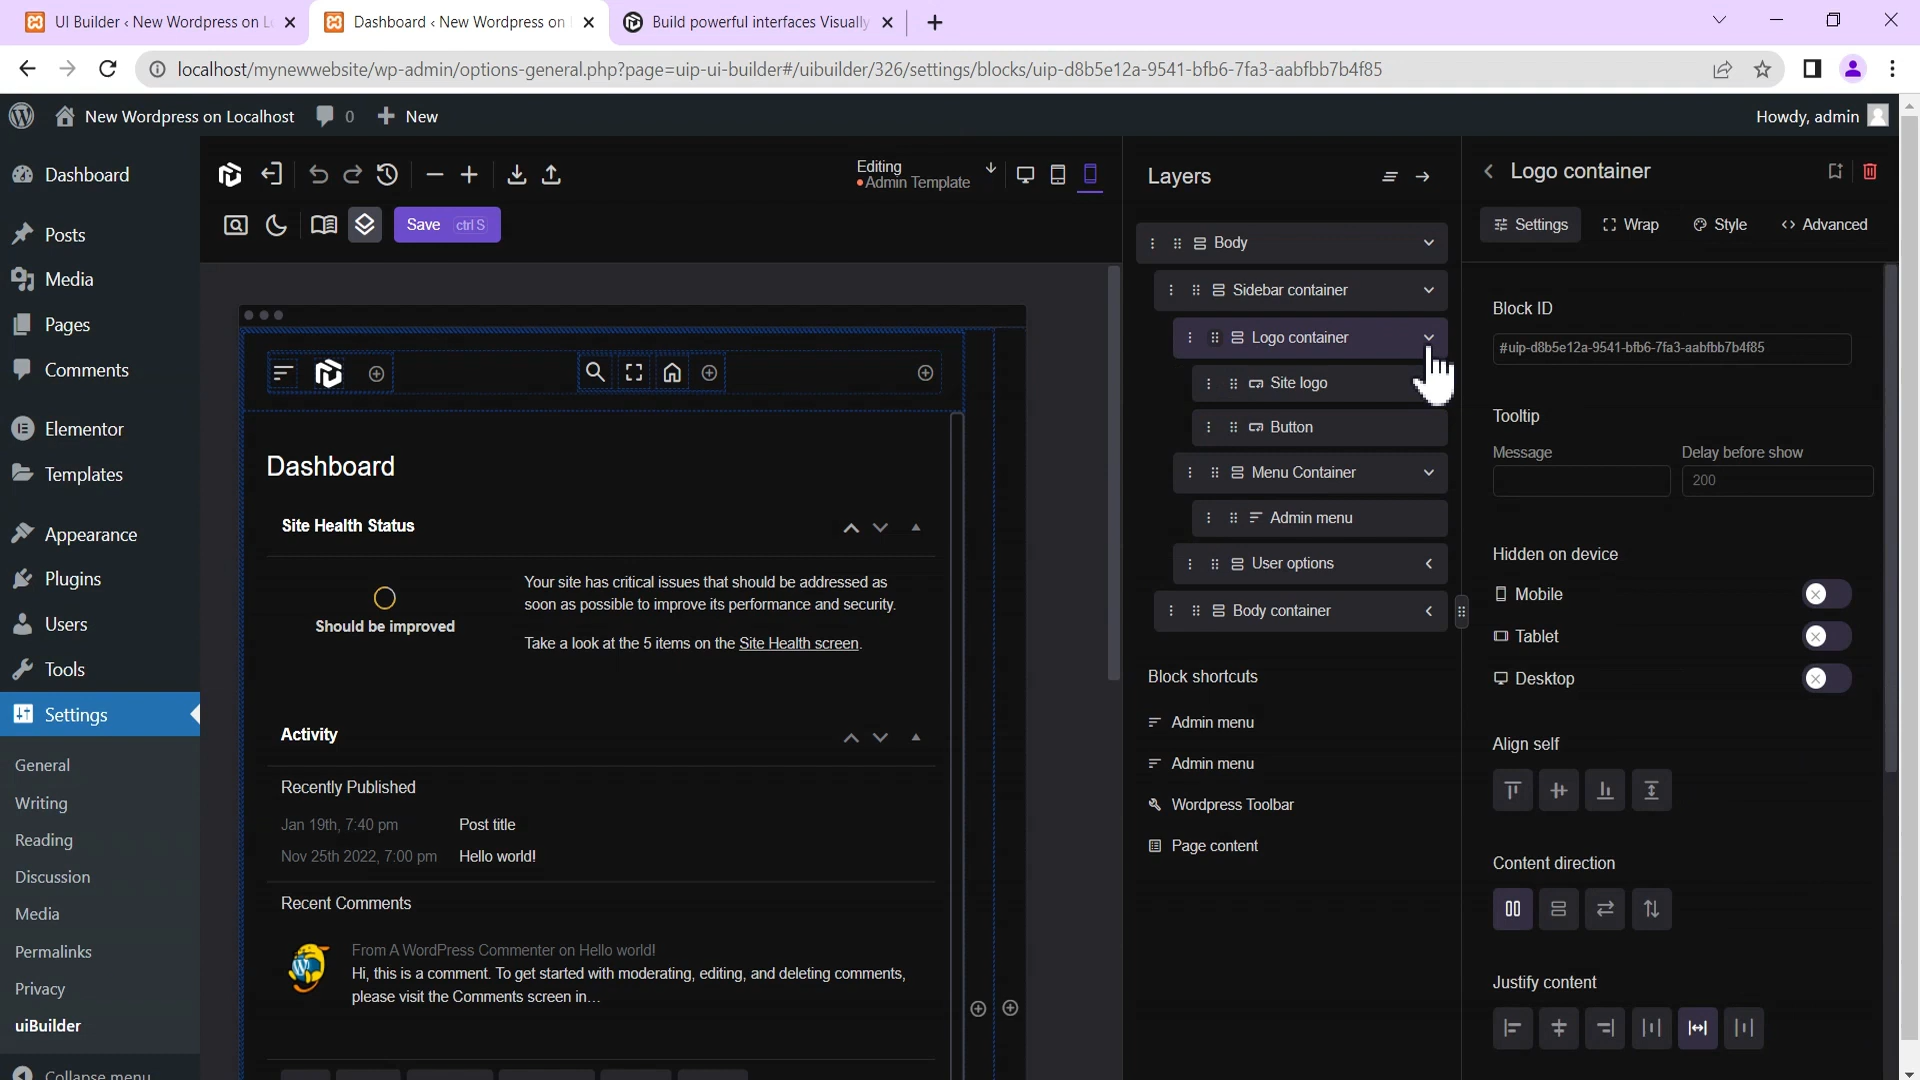 UI Builder ‹ New Wordpress on Lo
Dashboard ‹ New Wordpress on
Build powerful interfaces Visually
localhost/mynewwebsite/wp-admin/options-general.php?page=uip-ui-builder#/uibuilder/326/settings/blocks/uip-d8b5e12a-9541-bfb6-7fa3-aabfbb7b4f85
New Wordpress on Localhost
0
New
Howdy, admin
Dashboard
Posts
Media
Pages
Comments
Elementor
Templates
Appearance
Plugins
Users
Tools
Settings
General
Writing
Reading
Discussion
Media
Permalinks
Privacy
uiBuilder
Collapse menu
Editing
Admin Template
Save ctrl S
Dashboard
Site Health Status
Should be improved
Your site has critical issues that should be addressed as
soon as possible to improve its performance and security.
Take a look at the 5 items on the Site Health screen.
Activity
Recently Published
Jan 19th, 7:40 pm Post title
Nov 25th 2022, 7:00 pm Hello world!
Recent Comments
From A WordPress Commenter on Hello world!
Hi, this is a comment. To get started with moderating, editing, and deleting comments,
please visit the Comments screen in...
Layers
Body
Sidebar container
Logo container
Site logo
Button
Menu Container
Admin menu
User options
Body container
Block shortcuts
Admin menu
Admin menu
Wordpress Toolbar
Page content
Logo container
Settings
Wrap
Style
Advanced
Block ID
#uip-d8b5e12a-9541-bfb6-7fa3-aabfbb7b4f85
Tooltip
Message
Delay before show
200
Hidden on device
Mobile
Tablet
Desktop
Align self
Content direction
Justify content